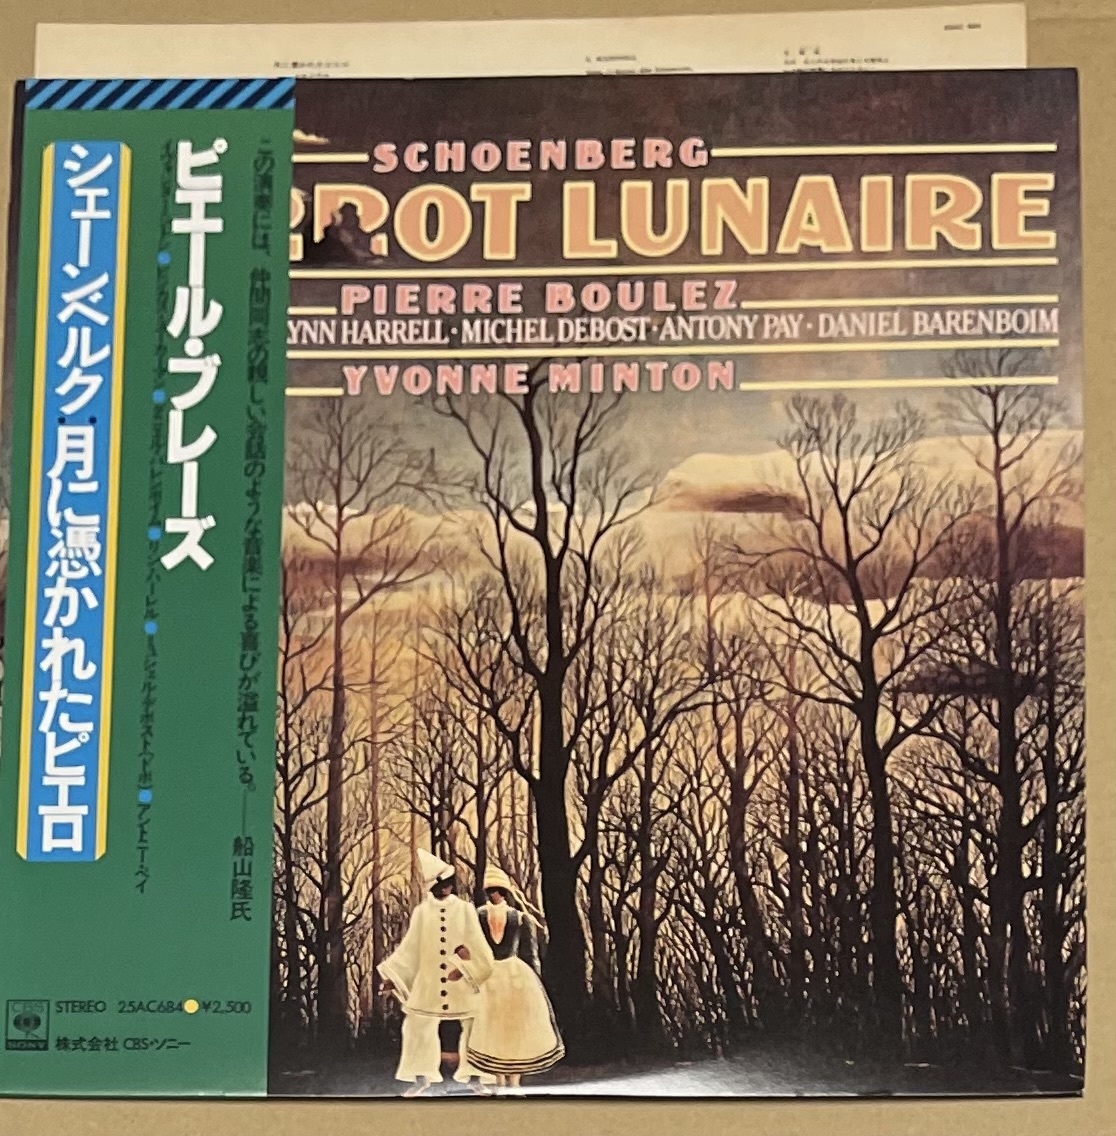 シェーンベルク:月に憑かれたピエロ
ピエール・ブレーズ
この演奏には、仲間同志の親しい会話のような音楽による喜びが溢れている。——船山隆氏
CBS
SONY
STEREO 25AC684 ¥2,500
株式会社 CBS・ソニー
SCHOENBERG
ROT LUNAIRE
PIERRE BOULEZ
YNN HARRELL · MICHEL DEBOST · ANTONY PAY · DANIEL BARENBOIM
YVONNE MINTON